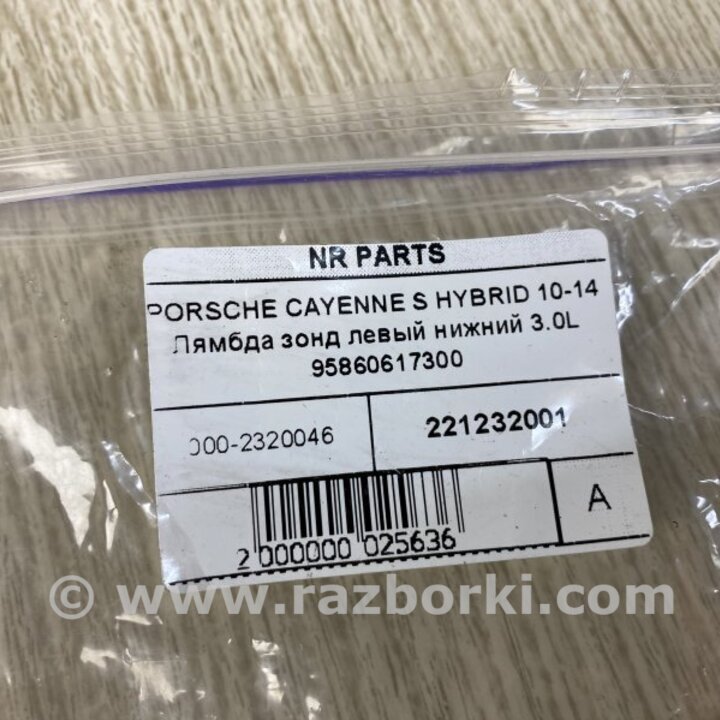 NR PARTS
PORSCHE CAYENNE S HYBRID 10-14
Лямбда зонд левый нижний 3.0L
95860617300
000-2320046
221232001
2 000000 025636
A
© www.razborki.com